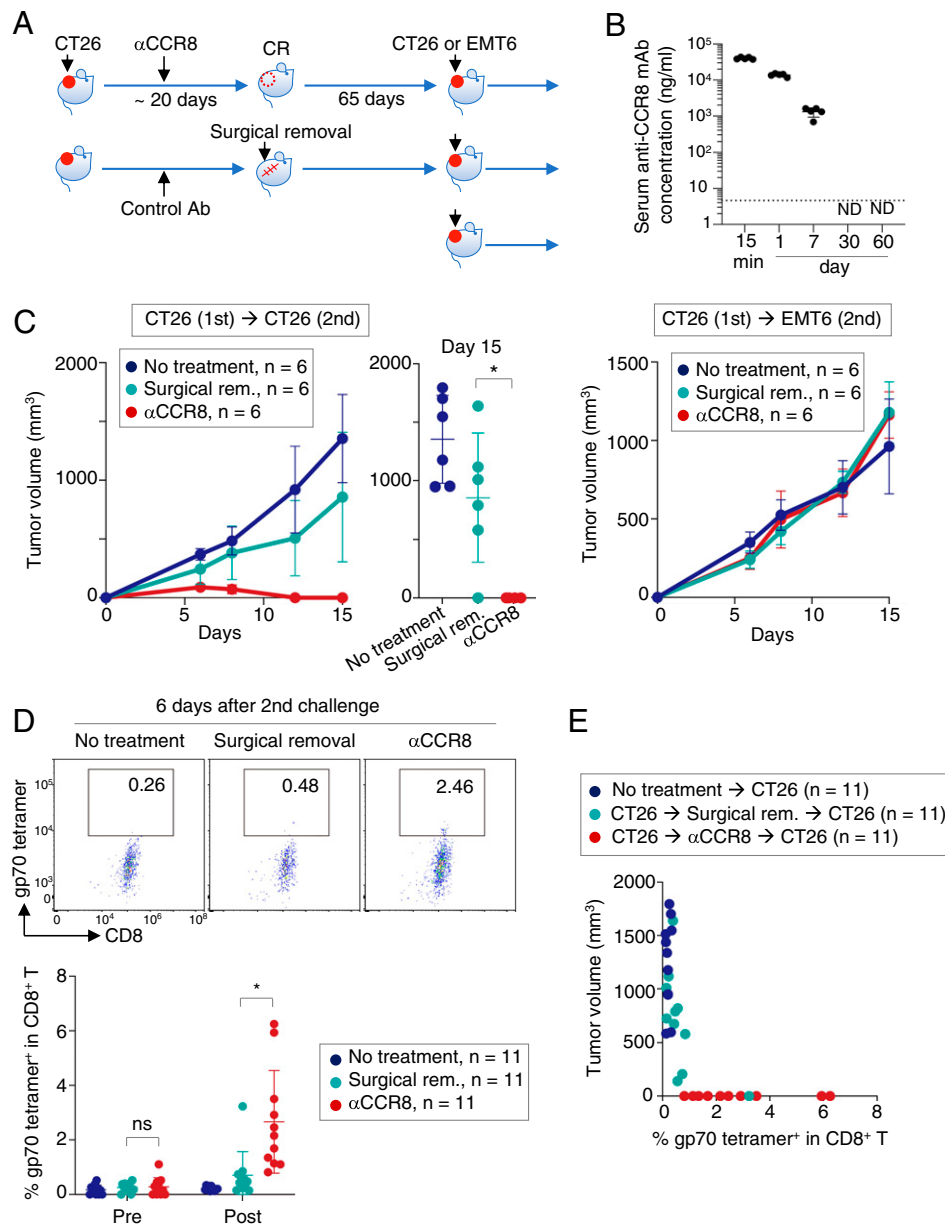 A
CT26
αCCR8
CR
CT26 or EMT6
~ 20 days
65 days
Surgical removal
Control Ab
B
Serum anti-CCR8 mAb
concentration (ng/ml)
10⁵
10⁴
10³
10²
10
1
ND ND
15 1 7 30 60
min day
C
CT26 (1st) → CT26 (2nd)
No treatment, n = 6
Surgical rem., n = 6
αCCR8, n = 6
Tumor volume (mm³)
2000
1000
0
0 5 10 15
Days
Day 15
*
2000
1000
0
No treatment
Surgical rem.
αCCR8
CT26 (1st) → EMT6 (2nd)
No treatment, n = 6
Surgical rem., n = 6
αCCR8, n = 6
Tumor volume (mm³)
1500
1000
500
0
0 5 10 15
Days
D
6 days after 2nd challenge
No treatment Surgical removal αCCR8
0.26 0.48 2.46
gp70 tetramer
10⁵
10⁴
10³
0
0 10⁴ 10⁶ 10⁸
CD8
% gp70 tetramer⁺ in CD8⁺ T
8
6
4
2
0
ns
*
Pre Post
No treatment, n = 11
Surgical rem., n = 11
αCCR8, n = 11
E
No treatment → CT26 (n = 11)
CT26 → Surgical rem. → CT26 (n = 11)
CT26 → αCCR8 → CT26 (n = 11)
Tumor volume (mm³)
2000
1500
1000
500
0
0 2 4 6 8
% gp70 tetramer⁺ in CD8⁺ T